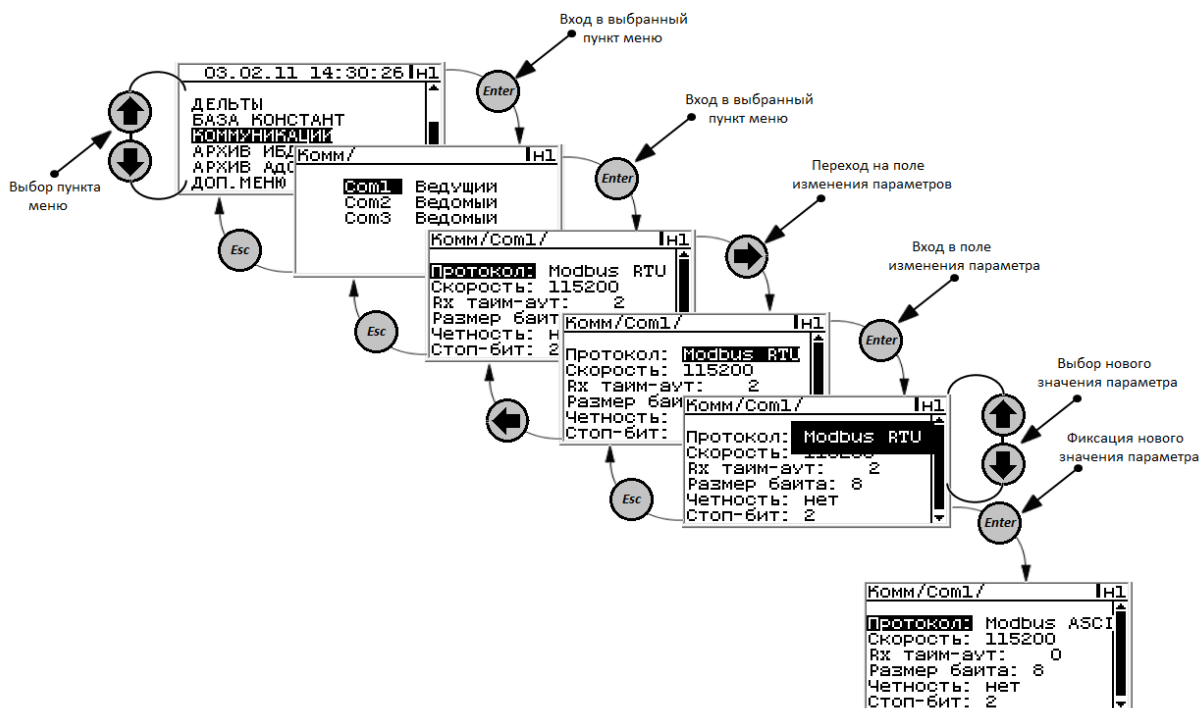 Вход в выбранный
пункт меню
03.02.11 14:30:26 Н1
Enter
ДЕЛЬТЫ
БАЗА КОНСТАНТ
КОММУНИКАЦИИ
АРХИВ ИБД
АРХИВ АдС
ДОП.МЕНЮ
Выбор пункта
меню
Esc
Вход в выбранный
пункт меню
Комм/ Н1
Enter
Com1 Ведущий
Com2 Ведомый
Com3 Ведомый
Esc
Переход на поле
изменения параметров
Комм/Com1/ Н1
Протокол: Modbus RTU
Скорость: 115200
Rx тайм-аут: 2
Размер байт
Четность: н
Стоп-бит: 2
Вход в поле
изменения параметра
Комм/Com1/ Н1
Enter
Протокол: Modbus RTU
Скорость: 115200
Rx тайм-аут: 2
Размер бай
Четность:
Стоп-бит:
Esc
Выбор нового
значения параметра
Комм/Com1/ Н1
Протокол: Modbus RTU
Скорость: 115200
Rx тайм-аут: 2
Размер байта: 8
Четность: нет
Стоп-бит: 2
Фиксация нового
значения параметра
Enter
Комм/Com1/ Н1
Протокол: Modbus ASCI
Скорость: 115200
Rx тайм-аут: 0
Размер байта: 8
Четность: нет
Стоп-бит: 2